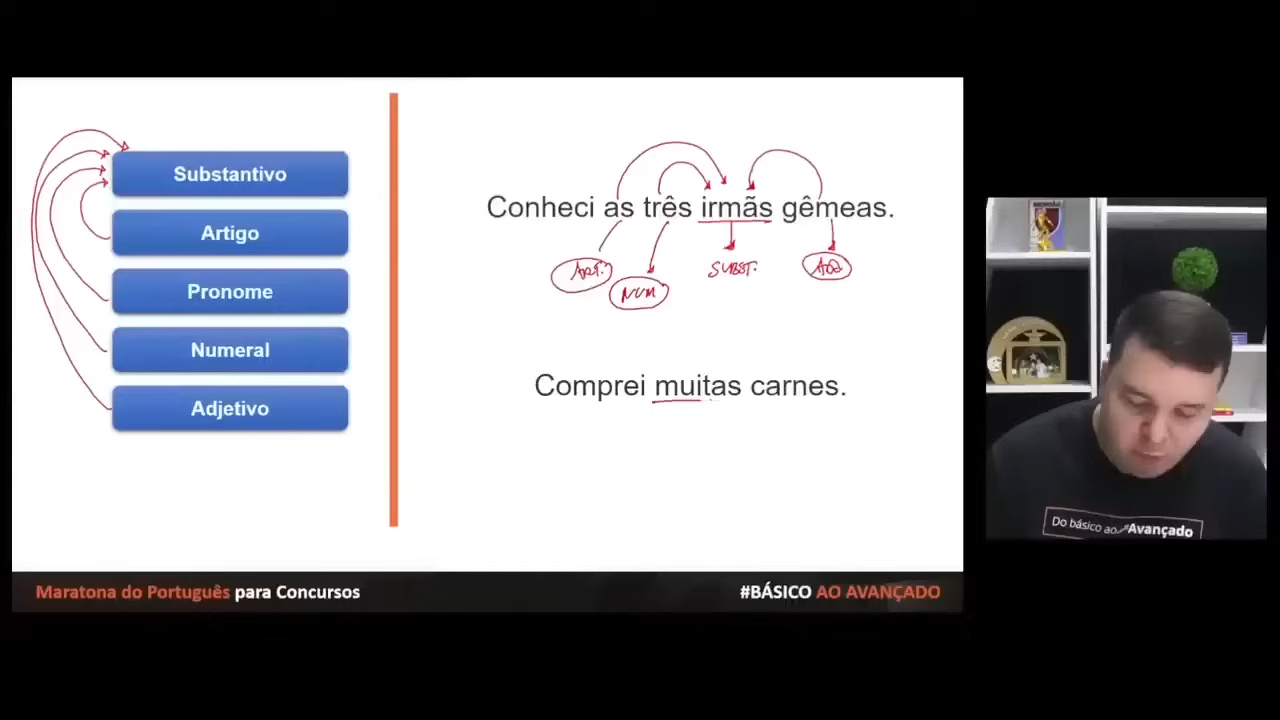 Substantivo
Artigo
Pronome
Numeral
Adjetivo
Conheci as três irmãs gêmeas.
ART.
NUM
SUBST.
ADJ
Comprei muitas carnes.
Do básico ao Avançado
Maratona do Português para Concursos
#BÁSICO AO AVANÇADO